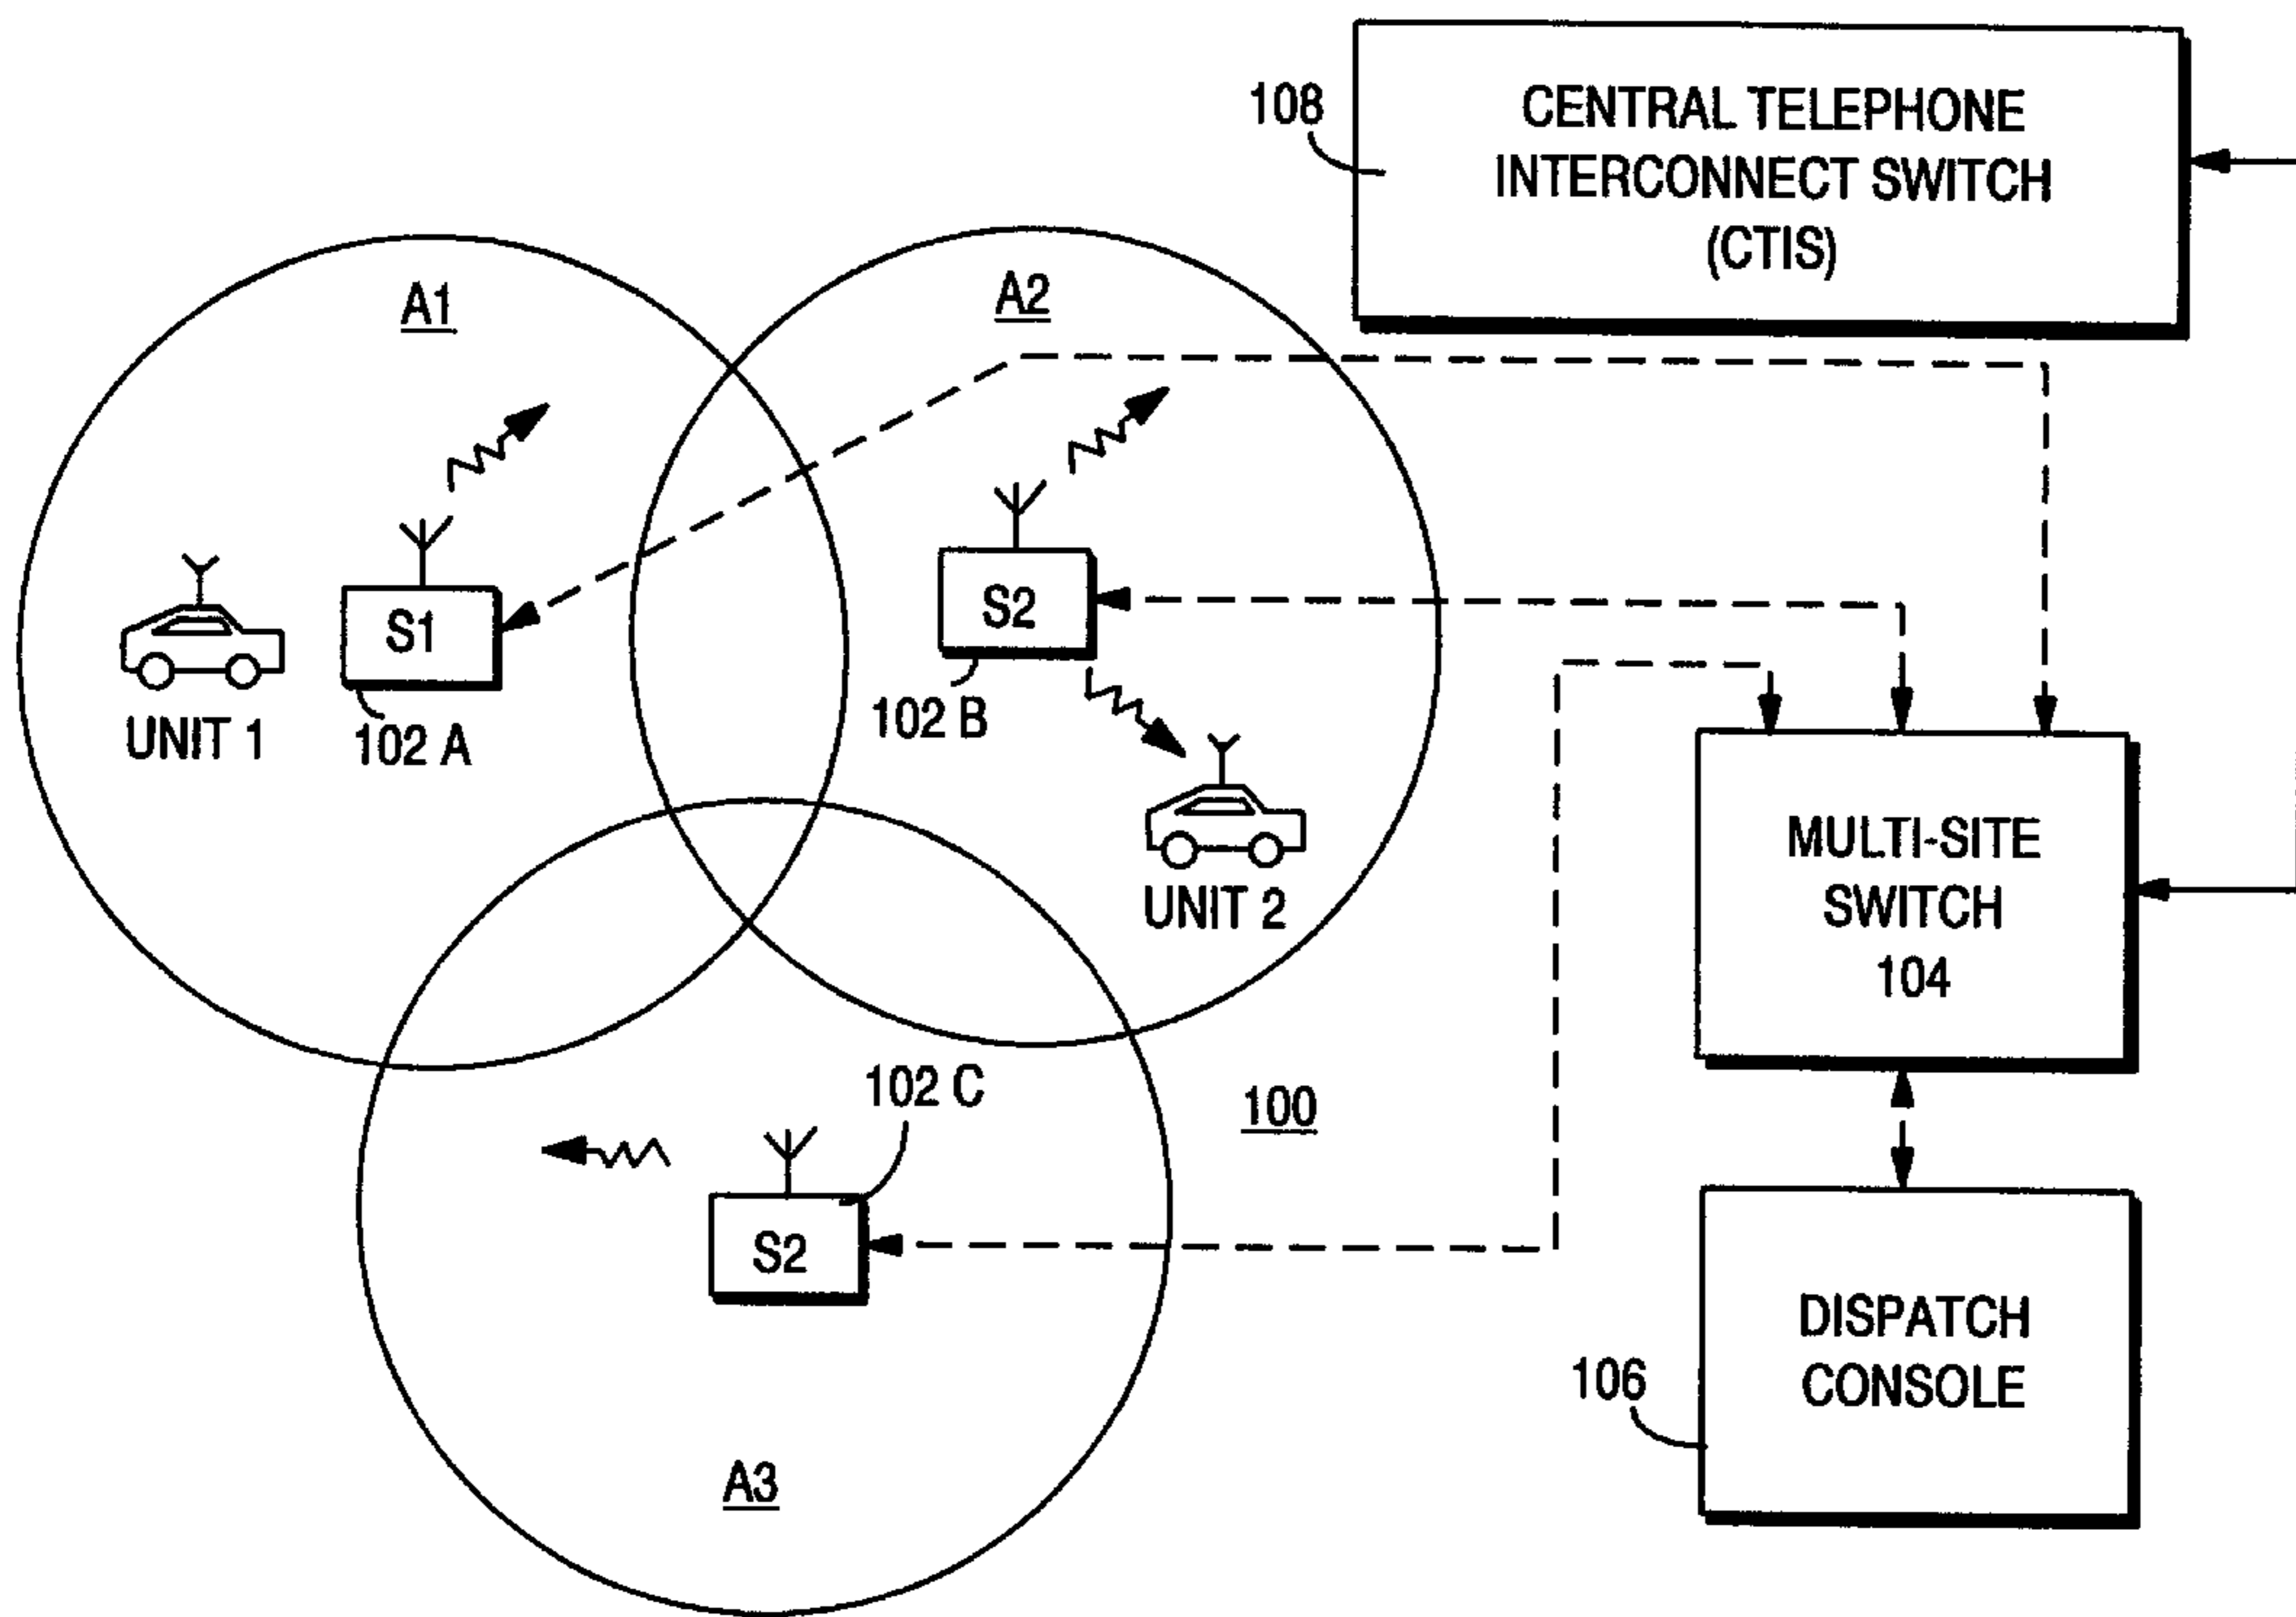 108
CENTRAL TELEPHONE
INTERCONNECT SWITCH
(CTIS)
A1
A2
S1
S2
UNIT 1
102 A
102 B
UNIT 2
MULTI-SITE
SWITCH
104
102 C
100
S2
DISPATCH
CONSOLE
106
A3